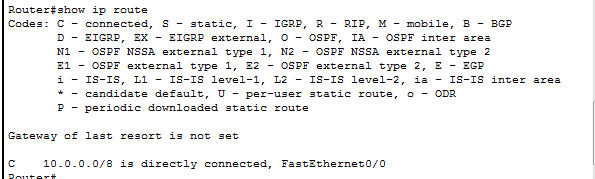 Router#show ip route
Codes: C - connected, S - static, I - IGRP, R - RIP, M - mobile, B - BGP
D - EIGRP, EX - EIGRP external, O - OSPF, IA - OSPF inter area
N1 - OSPF NSSA external type 1, N2 - OSPF NSSA external type 2
E1 - OSPF external type 1, E2 - OSPF external type 2, E - EGP
i - IS-IS, L1 - IS-IS level-1, L2 - IS-IS level-2, ia - IS-IS inter area
* - candidate default, U - per-user static route, o - ODR
P - periodic downloaded static route
Gateway of last resort is not set
C 10.0.0.0/8 is directly connected, FastEthernet0/0
Router#